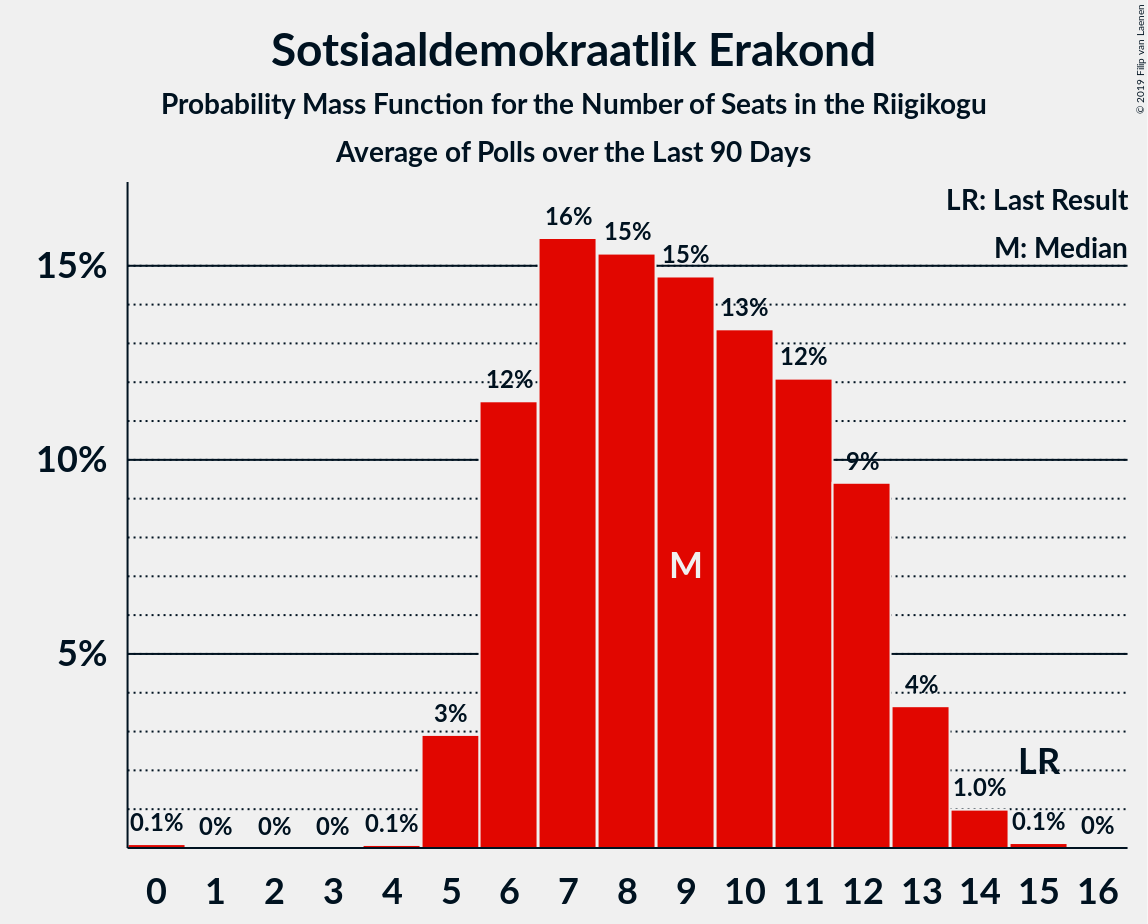 Sotsiaaldemokraatlik Erakond
Probability Mass Function for the Number of Seats in the Riigikogu
Average of Polls over the Last 90 Days
© 2019 Filip van Laenen
LR: Last Result
M: Median
15%
10%
5%
0.1%
0%
0%
0%
0.1%
3%
12%
16%
15%
15%
13%
12%
9%
4%
1.0%
0.1%
0%
M
LR
0 1 2 3 4 5 6 7 8 9 10 11 12 13 14 15 16